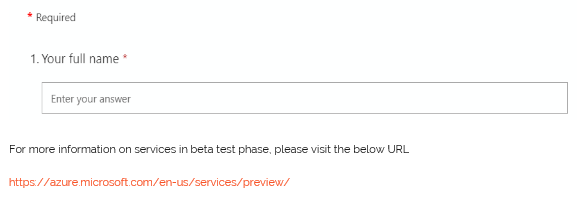 * Required
1. Your full name *
Enter your answer
For more information on services in beta test phase, please visit the below URL
https://azure.microsoft.com/en-us/services/preview/